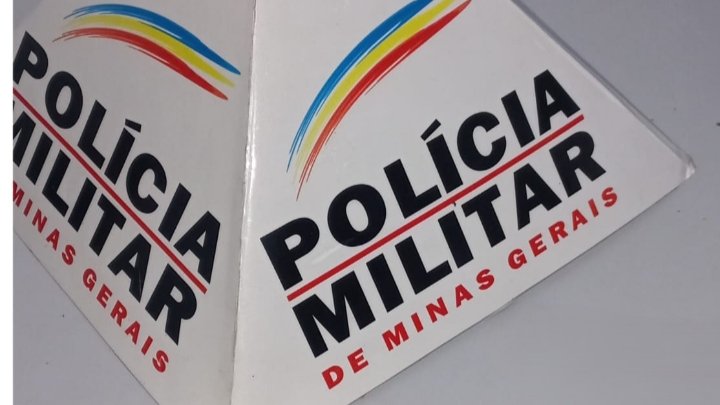 POLÍCIA
MILITAR
MINAS GERAIS
POLÍCIA
MILITAR
DE MINAS GERAIS